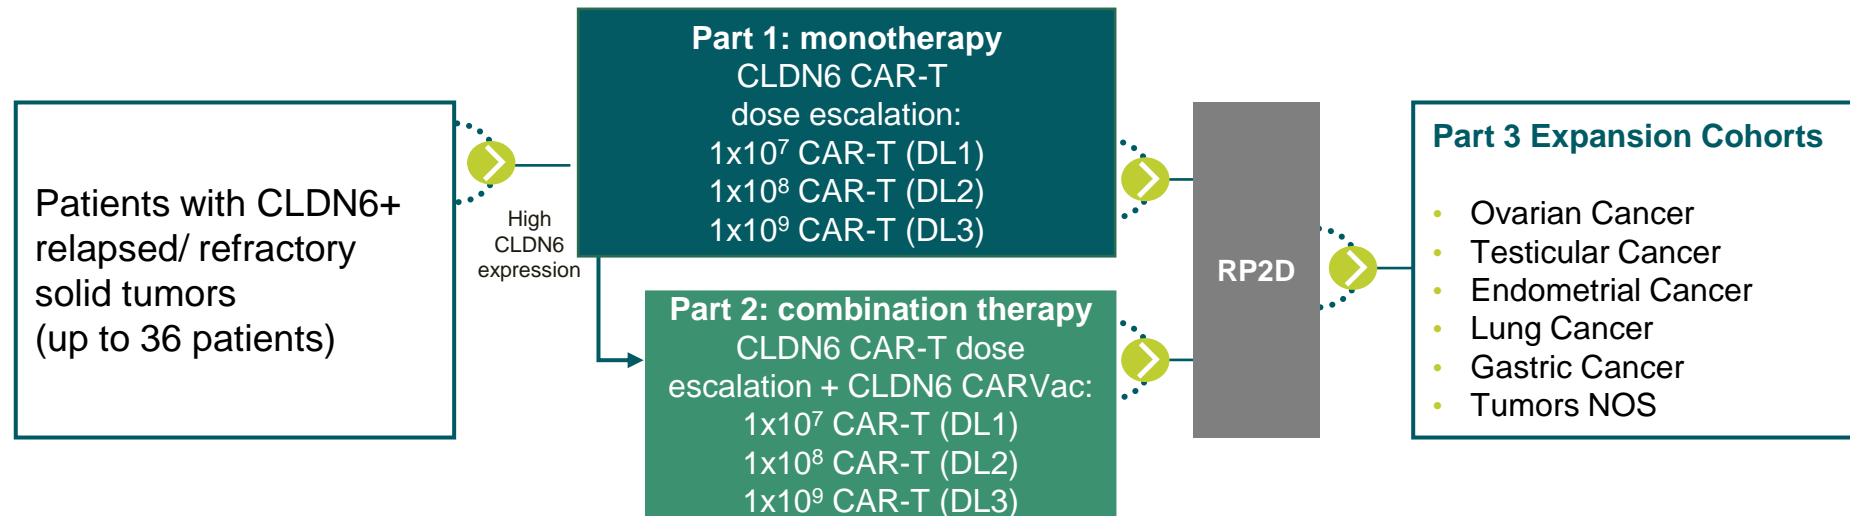 Patients with CLDN6+
relapsed/ refractory
solid tumors
(up to 36 patients)
High
CLDN6
expression
Part 1: monotherapy
CLDN6 CAR-T
dose escalation:
1x10⁷ CAR-T (DL1)
1x10⁸ CAR-T (DL2)
1x10⁹ CAR-T (DL3)
Part 2: combination therapy
CLDN6 CAR-T dose
escalation + CLDN6 CARVac:
1x10⁷ CAR-T (DL1)
1x10⁸ CAR-T (DL2)
1x10⁹ CAR-T (DL3)
RP2D
Part 3 Expansion Cohorts
• Ovarian Cancer
• Testicular Cancer
• Endometrial Cancer
• Lung Cancer
• Gastric Cancer
• Tumors NOS